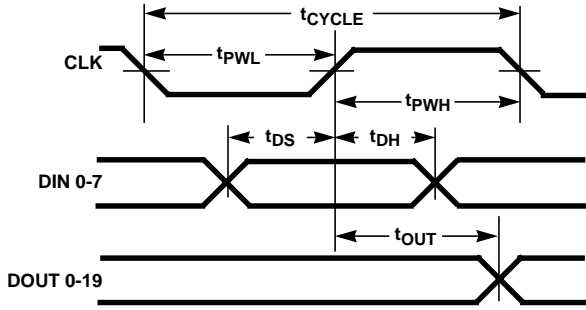 tCYCLE
CLK
tPWL
tPWH
tDS
tDH
DIN 0-7
tOUT
DOUT 0-19